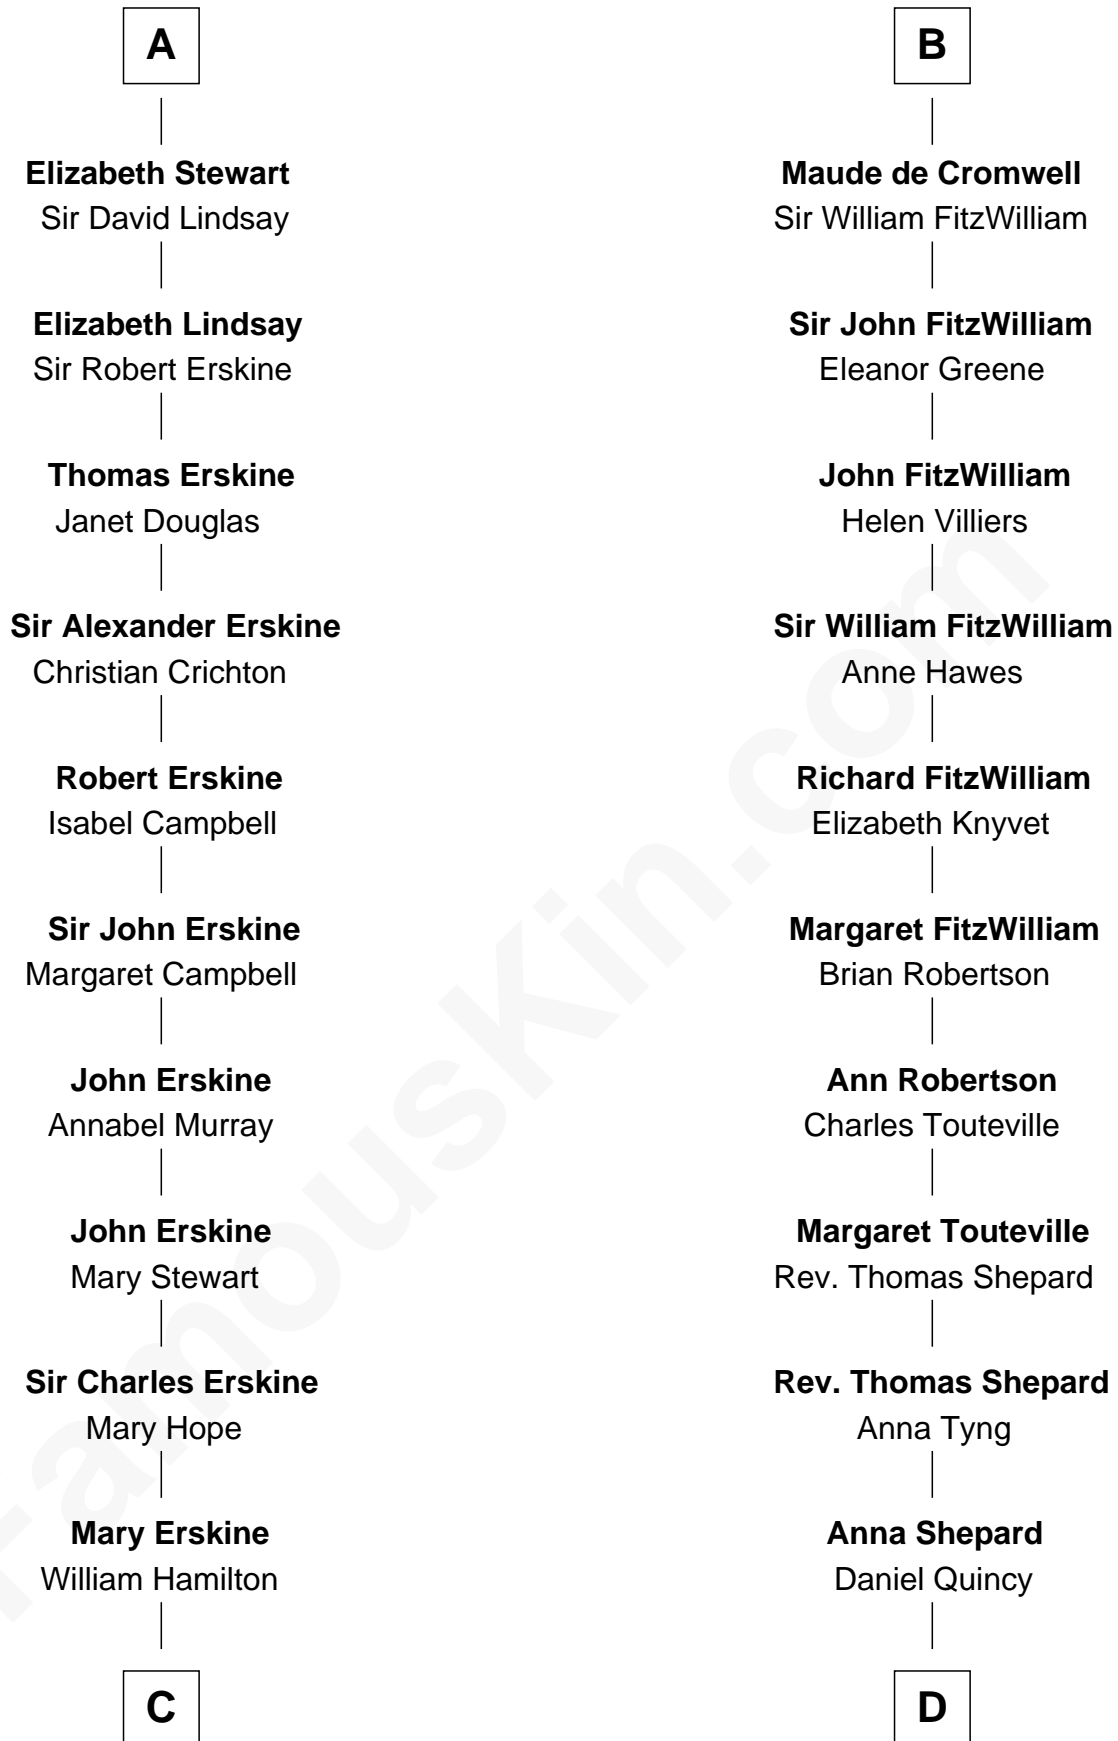 A
Elizabeth Stewart
Sir David Lindsay
Elizabeth Lindsay
Sir Robert Erskine
Thomas Erskine
Janet Douglas
Sir Alexander Erskine
Christian Crichton
Robert Erskine
Isabel Campbell
Sir John Erskine
Margaret Campbell
John Erskine
Annabel Murray
John Erskine
Mary Stewart
Sir Charles Erskine
Mary Hope
Mary Erskine
William Hamilton
C
B
Maude de Cromwell
Sir William FitzWilliam
Sir John FitzWilliam
Eleanor Greene
John FitzWilliam
Helen Villiers
Sir William FitzWilliam
Anne Hawes
Richard FitzWilliam
Elizabeth Knyvet
Margaret FitzWilliam
Brian Robertson
Ann Robertson
Charles Touteville
Margaret Touteville
Rev. Thomas Shepard
Rev. Thomas Shepard
Anna Tyng
Anna Shepard
Daniel Quincy
D
FamousKin.com